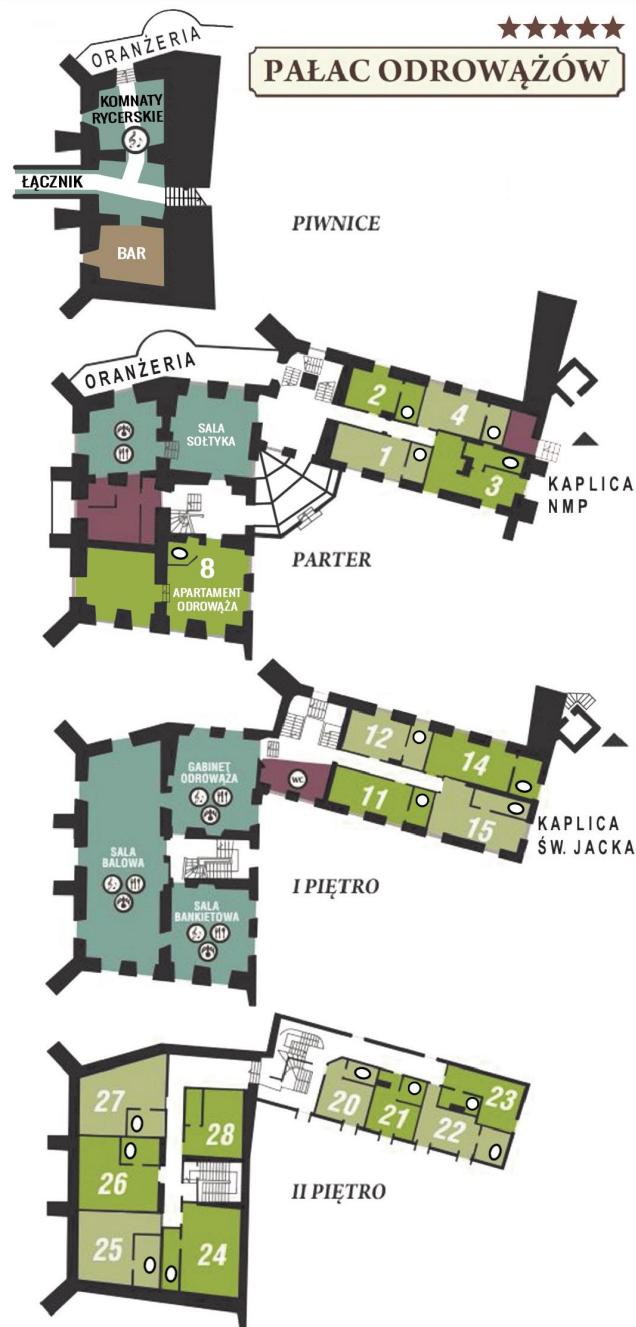 PAŁAC ODROWĄŻÓW
ORANŻERIA
KOMNATY
RYCERSKIE
ŁĄCZNIK
BAR
PIWNICE
ORANŻERIA
SALA
SOŁTYKA
2
4
1
3
KAPLICA
NMP
8
APARTAMENT
ODROWĄŻA
PARTER
GABINET
ODROWĄŻA
WC
12
14
11
15
KAPLICA
ŚW. JACKA
SALA
BALOWA
SALA
BANKIETOWA
I PIĘTRO
27
28
20
21
22
23
26
25
24
II PIĘTRO